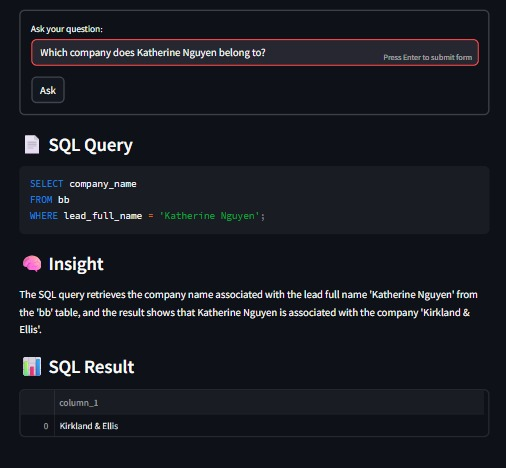 Ask your question:
Which company does Katherine Nguyen belong to?
Press Enter to submit form
Ask
SQL Query
SELECT company_name
FROM bb
WHERE lead_full_name = 'Katherine Nguyen';
Insight
The SQL query retrieves the company name associated with the lead full name 'Katherine Nguyen' from
the 'bb' table, and the result shows that Katherine Nguyen is associated with the company 'Kirkland &
Ellis'.
SQL Result
column_1
0 Kirkland & Ellis